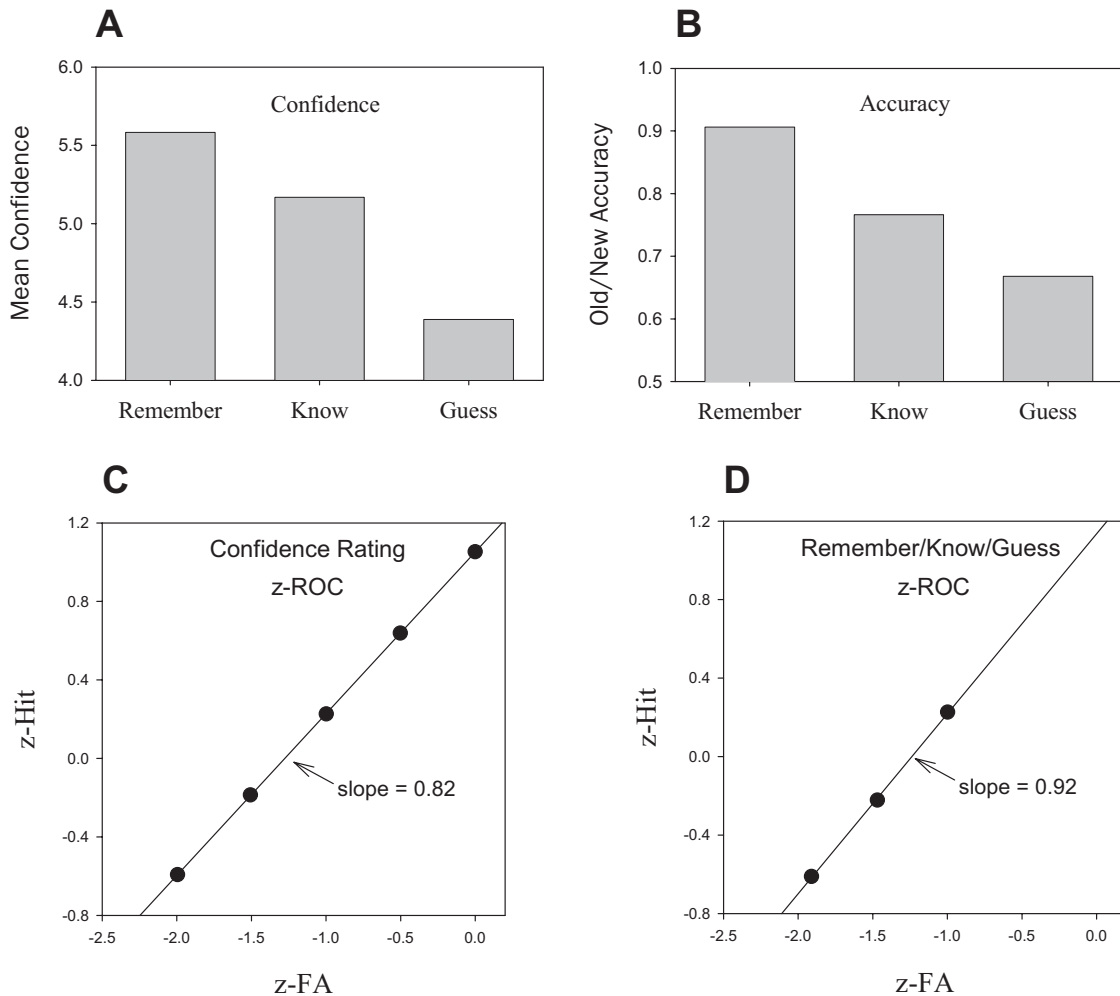 A
Mean Confidence
6.0
5.5
5.0
4.5
4.0
Confidence
Remember Know Guess
B
Old/New Accuracy
1.0
0.9
0.8
0.7
0.6
0.5
Accuracy
Remember Know Guess
C
z-Hit
1.2
0.8
0.4
0.0
-0.4
-0.8
Confidence Rating
z-ROC
slope = 0.82
-2.5 -2.0 -1.5 -1.0 -0.5 0.0
z-FA
D
z-Hit
1.2
0.8
0.4
0.0
-0.4
-0.8
Remember/Know/Guess
z-ROC
slope = 0.92
-2.5 -2.0 -1.5 -1.0 -0.5 0.0
z-FA